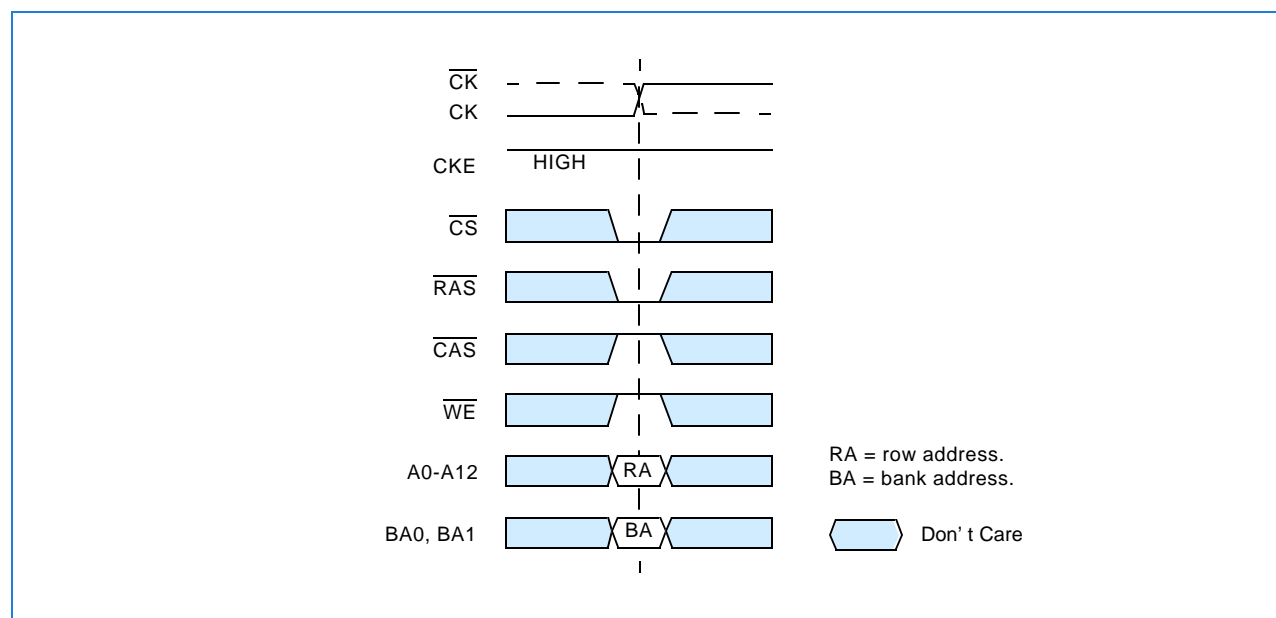 CK
CK
CKE HIGH
CS
RAS
CAS
WE
A0-A12 RA
BA0, BA1 BA
RA = row address.
BA = bank address.
Don' t Care